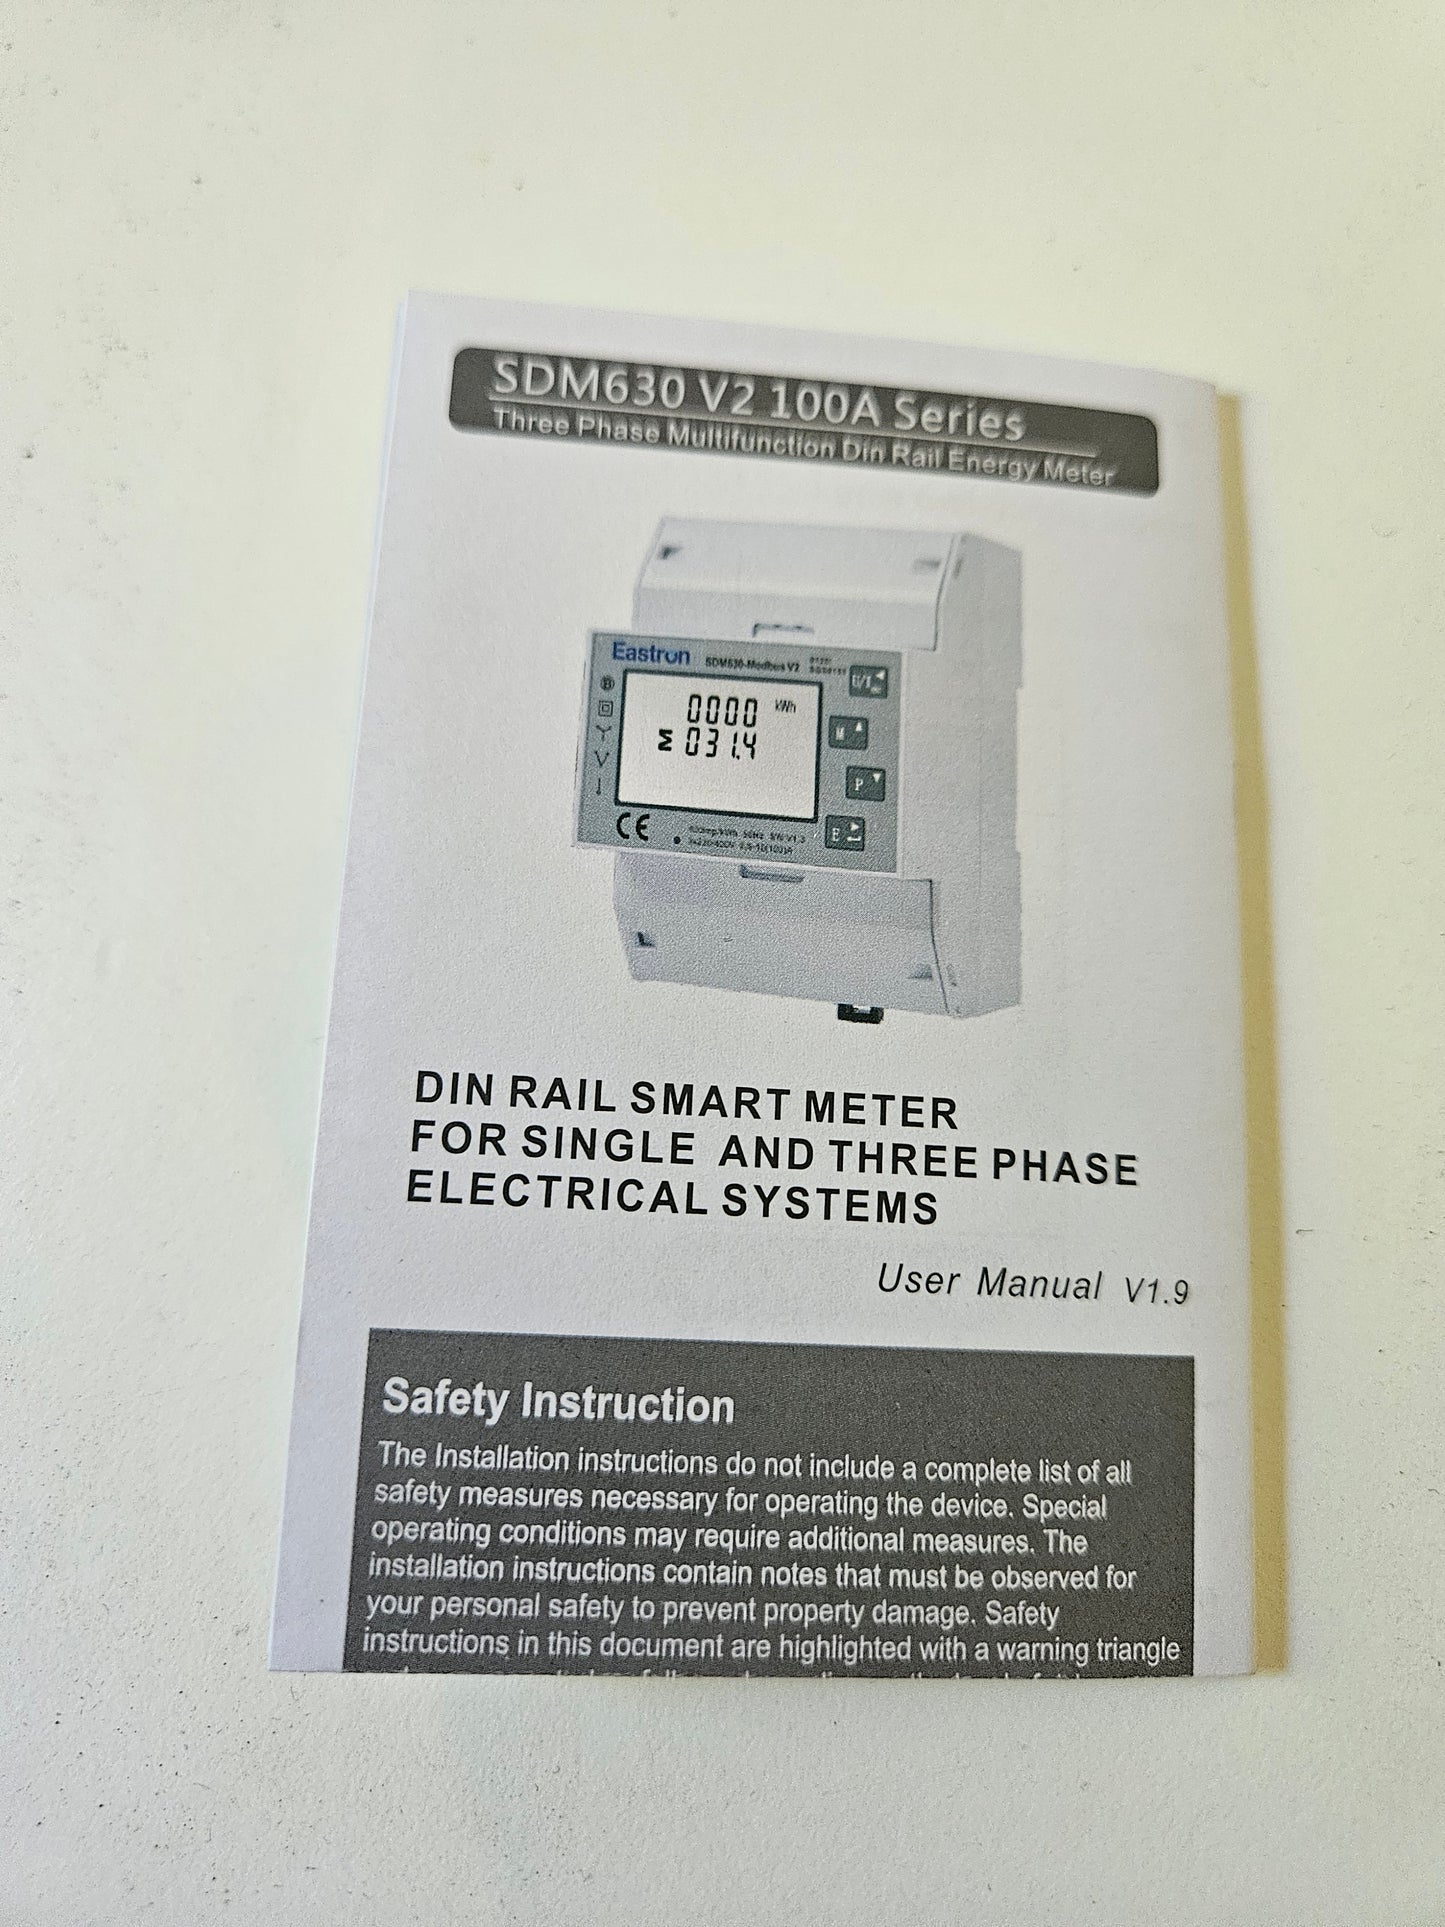 SDM630 V2 100A Series
Three Phase Multifunction Din Rail Energy Meter
Eastron SDM630-Modbus V2
U/I
0000 kWh
M
Σ 031.4
P
E
CE
DIN RAIL SMART METER
FOR SINGLE AND THREE PHASE
ELECTRICAL SYSTEMS
User Manual V1.9
Safety Instruction
The Installation instructions do not include a complete list of all
safety measures necessary for operating the device. Special
operating conditions may require additional measures. The
installation instructions contain notes that must be observed for
your personal safety to prevent property damage. Safety
instructions in this document are highlighted with a warning triangle